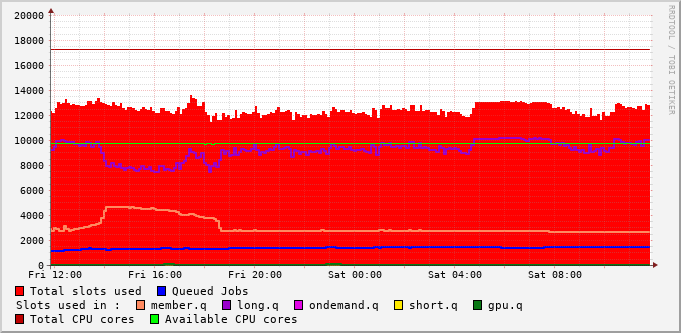 20000
18000
16000
14000
12000
10000
8000
6000
4000
2000
0
Fri 12:00 Fri 16:00 Fri 20:00 Sat 00:00 Sat 04:00 Sat 08:00
Total slots used Queued Jobs
Slots used in : member.q long.q ondemand.q short.q gpu.q
Total CPU cores Available CPU cores
RRDTOOL / TOBI OETIKER